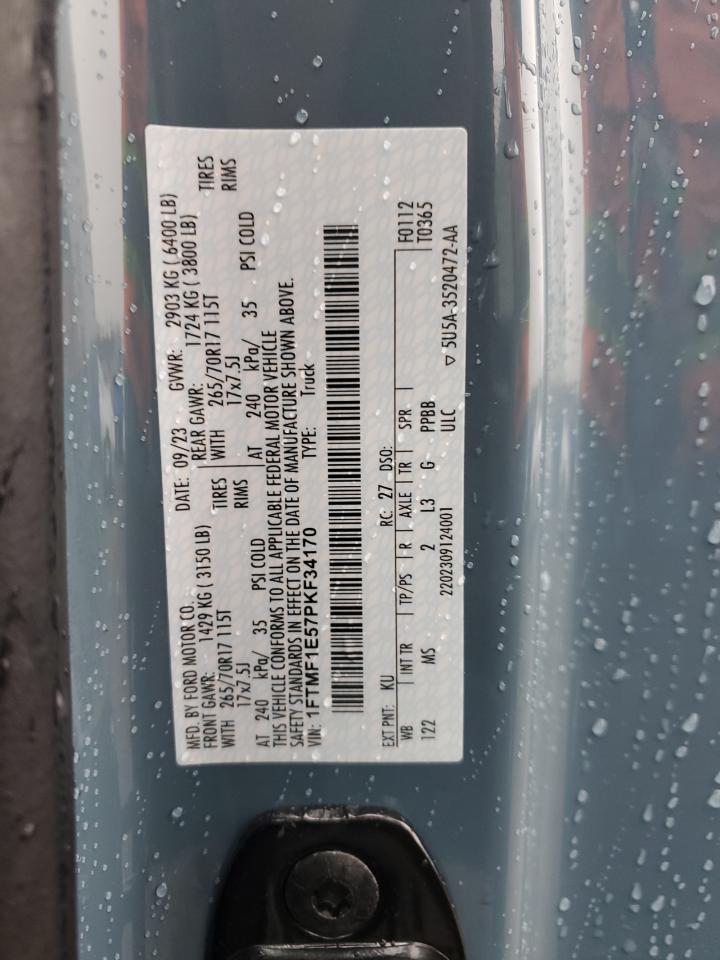 MFD. BY FORD MOTOR CO. DATE: 09/23 GVWR: 2903 KG ( 6400 LB)
FRONT GAWR: 1429 KG ( 3150 LB) REAR GAWR: 1724 KG ( 3800 LB)
WITH 265/70R17 115T TIRES WITH 265/70R17 115T TIRES
17x7.5J RIMS 17x7.5J RIMS
AT 240 kPa/ 35 PSI COLD AT 240 kPa/ 35 PSI COLD
THIS VEHICLE CONFORMS TO ALL APPLICABLE FEDERAL MOTOR VEHICLE
SAFETY STANDARDS IN EFFECT ON THE DATE OF MANUFACTURE SHOWN ABOVE.
VIN: 1FTMF1E57PKF34170 TYPE: Truck
EXT PNT: KU RC: 27 DSO: F0112
WB INT TR TP/PS R AXLE TR SPR T0365
122 MS 2 L3 G PPBB
2202309124001 ULC ▽ 5U5A-3520472-AA